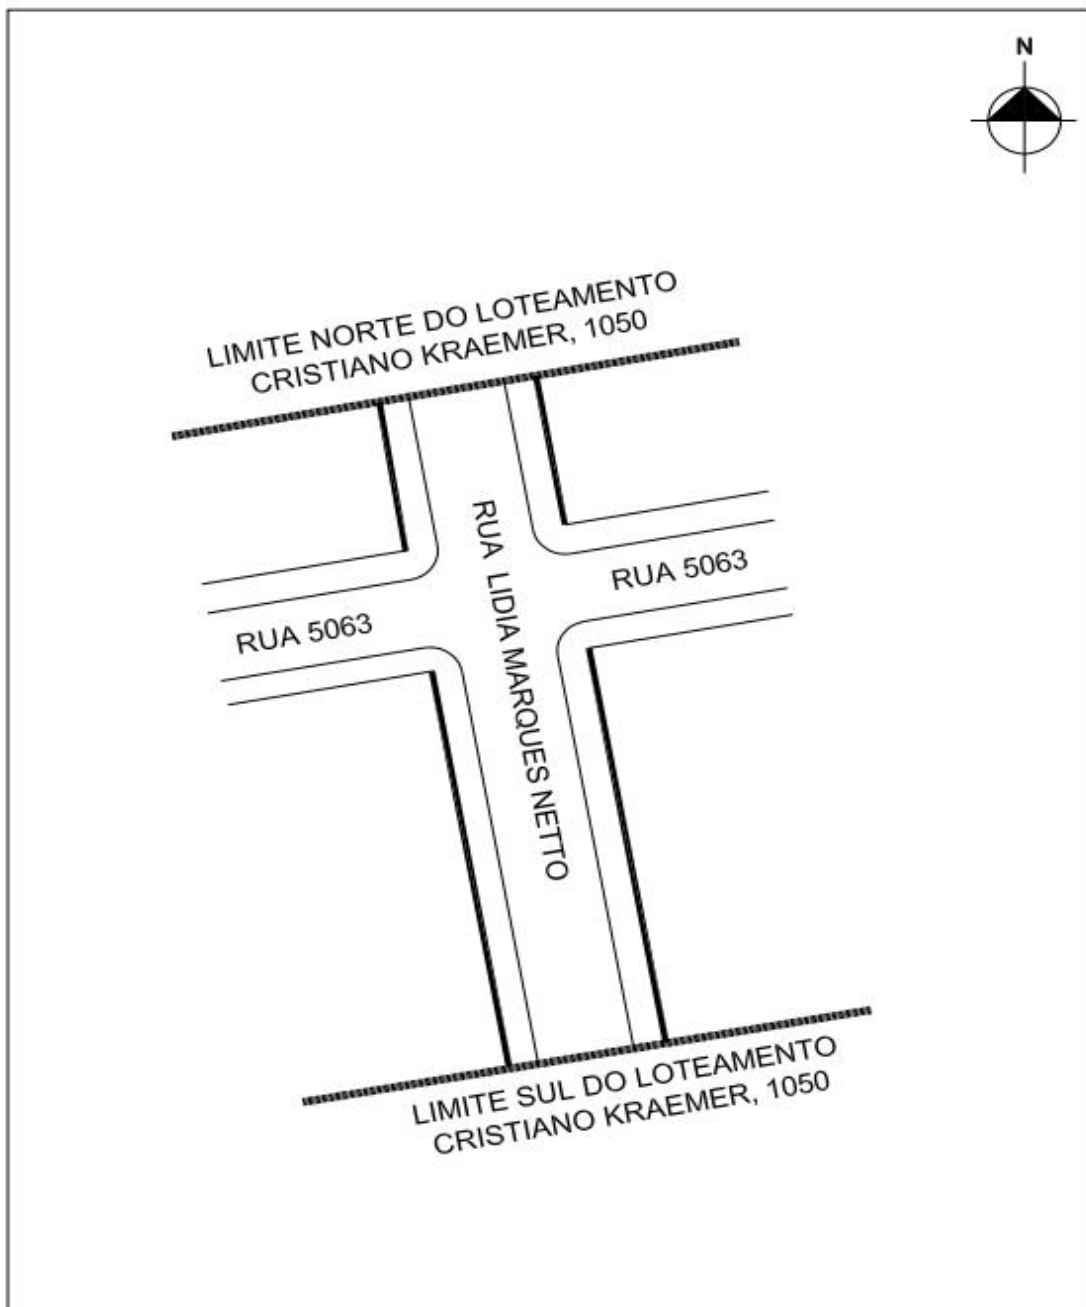 N
LIMITE NORTE DO LOTEAMENTO
CRISTIANO KRAEMER, 1050
RUA LIDIA MARQUES NETTO
RUA 5063
RUA 5063
LIMITE SUL DO LOTEAMENTO
CRISTIANO KRAEMER, 1050